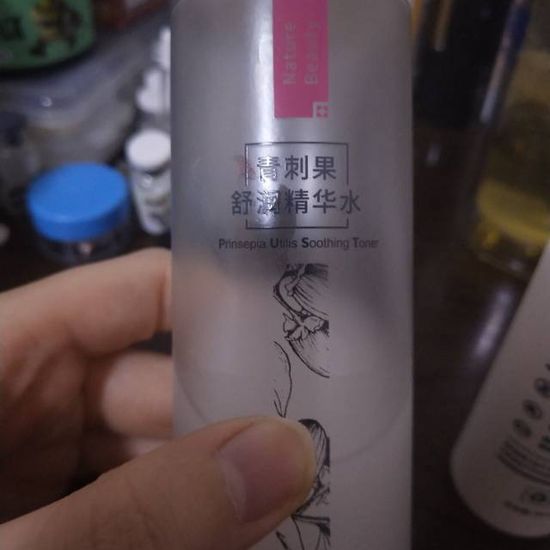 Nature
Beauty
青刺果
舒润精华水
Prinsepia Utilis Soothing Toner